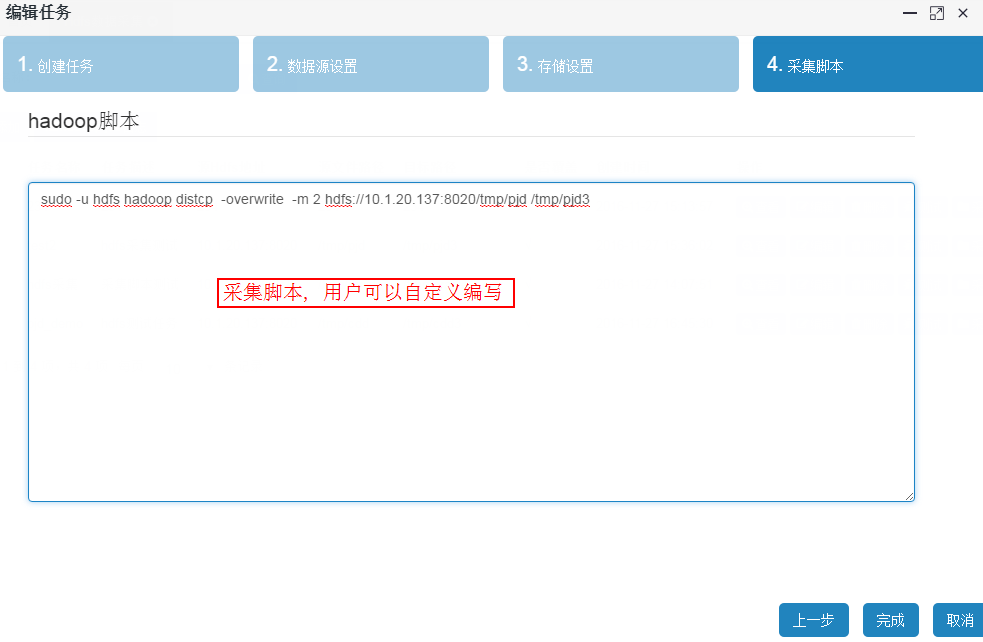 编辑任务
1. 创建任务
2. 数据源设置
3. 存储设置
4. 采集脚本
hadoop脚本
sudo -u hdfs hadoop distcp  -overwrite  -m 2 hdfs://10.1.20.137:8020/tmp/pjd /tmp/pjd3
采集脚本，用户可以自定义编写
上一步
完成
取消